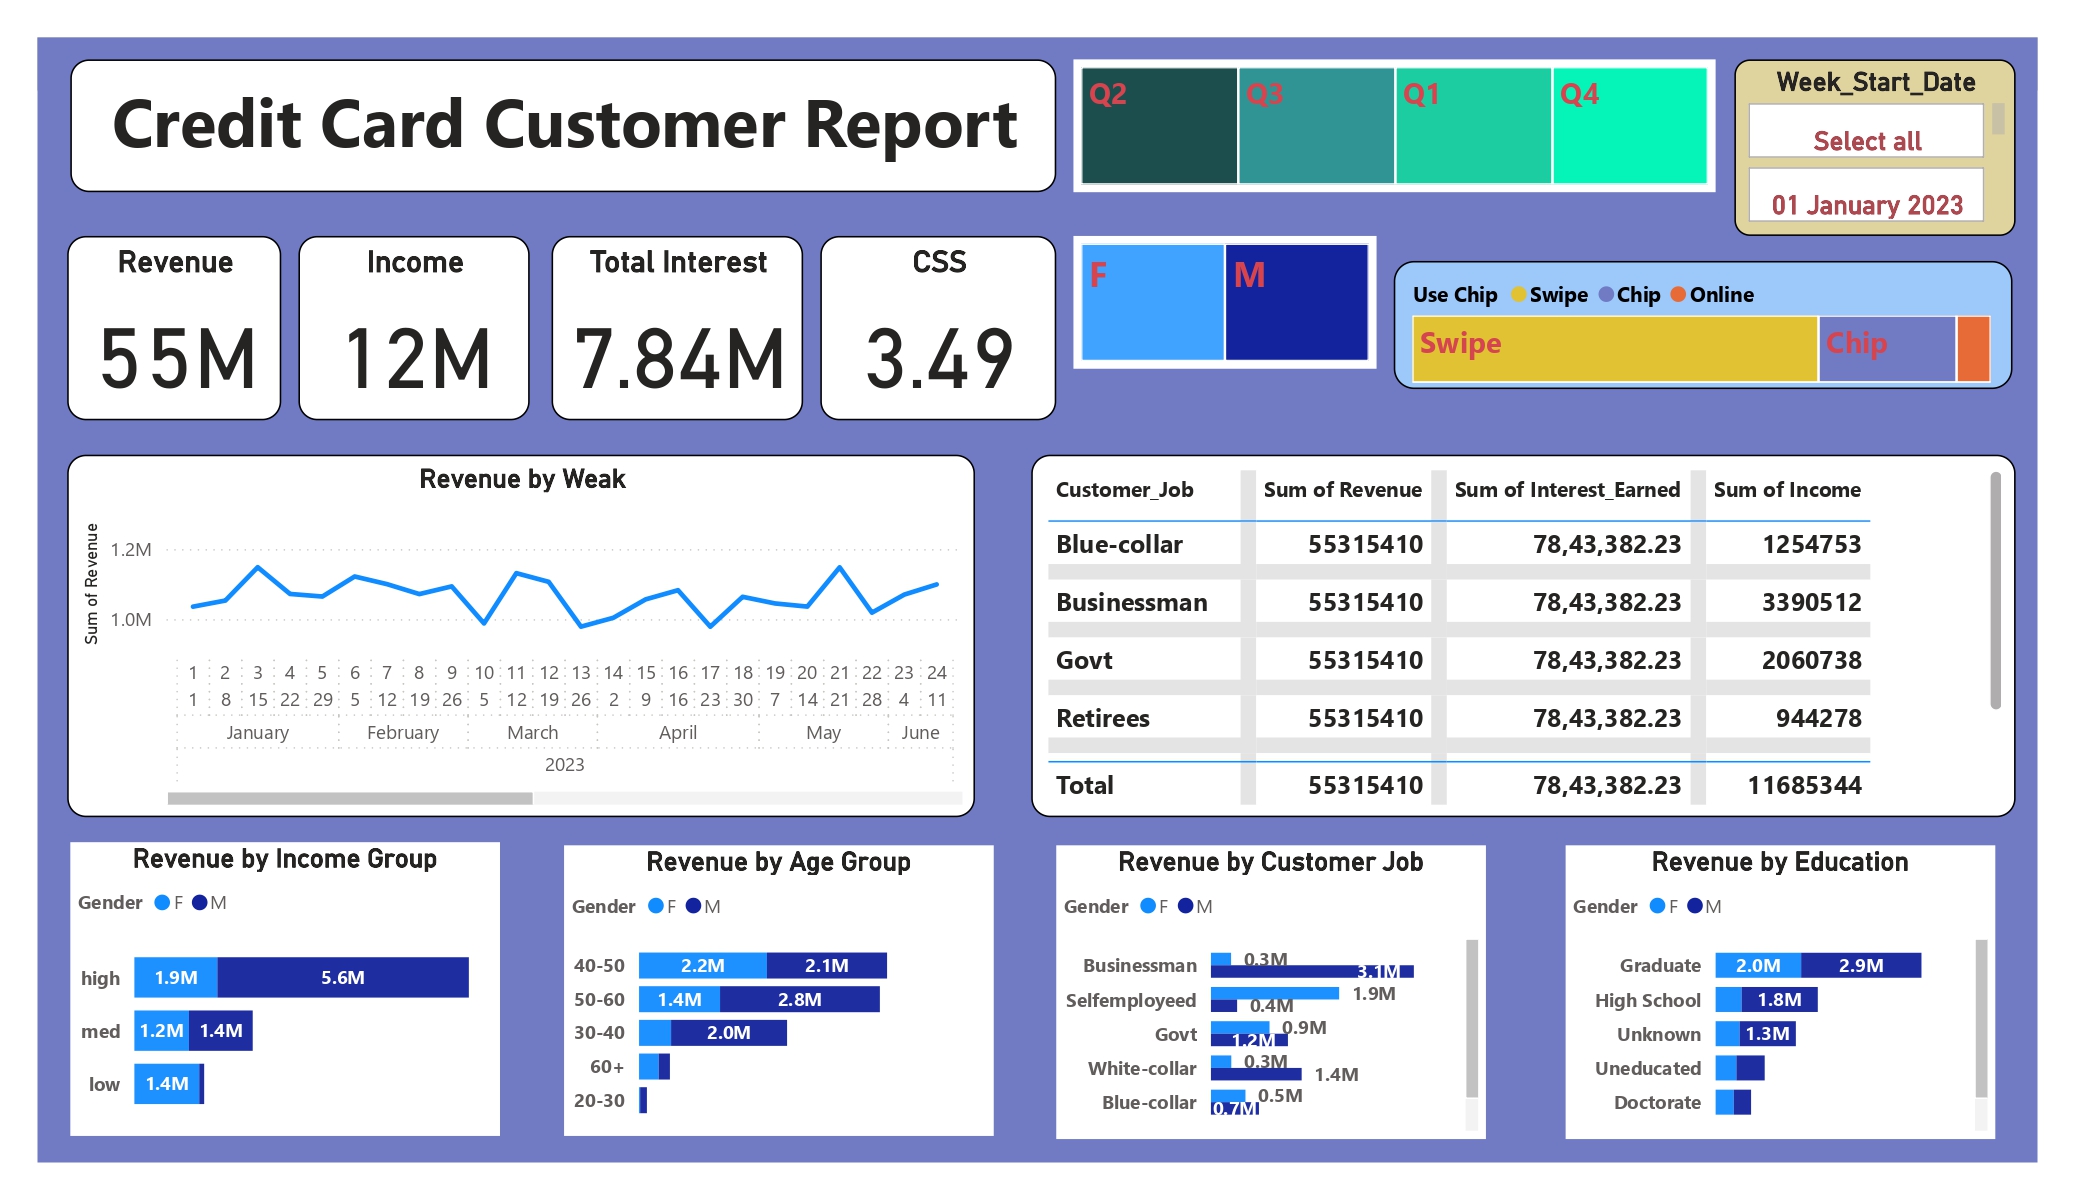 Credit Card Customer Report
Q2 Q3 Q1 Q4
Week_Start_Date
Select all
01 January 2023
Revenue
55M
Income
12M
Total Interest
7.84M
CSS
3.49
F M
Use Chip Swipe Chip Online
Swipe Chip
Revenue by Weak
Sum of Revenue
1.2M
1.0M
1 2 3 4 5 6 7 8 9 10 11 12 13 14 15 16 17 18 19 20 21 22 23 24
1 8 15 22 29 5 12 19 26 5 12 19 26 2 9 16 23 30 7 14 21 28 4 11
January February March April May June
2023
Customer_Job Sum of Revenue Sum of Interest_Earned Sum of Income
Blue-collar 55315410 78,43,382.23 1254753
Businessman 55315410 78,43,382.23 3390512
Govt 55315410 78,43,382.23 2060738
Retirees 55315410 78,43,382.23 944278
Total 55315410 78,43,382.23 11685344
Revenue by Income Group
Gender F M
high 1.9M 5.6M
med 1.2M 1.4M
low 1.4M
Revenue by Age Group
Gender F M
40-50 2.2M 2.1M
50-60 1.4M 2.8M
30-40 2.0M
60+
20-30
Revenue by Customer Job
Gender F M
Businessman 0.3M 3.1M
Selfemployeed 1.9M 0.4M
Govt 0.9M 1.2M
White-collar 0.3M 1.4M
Blue-collar 0.5M 0.7M
Revenue by Education
Gender F M
Graduate 2.0M 2.9M
High School 1.8M
Unknown 1.3M
Uneducated
Doctorate